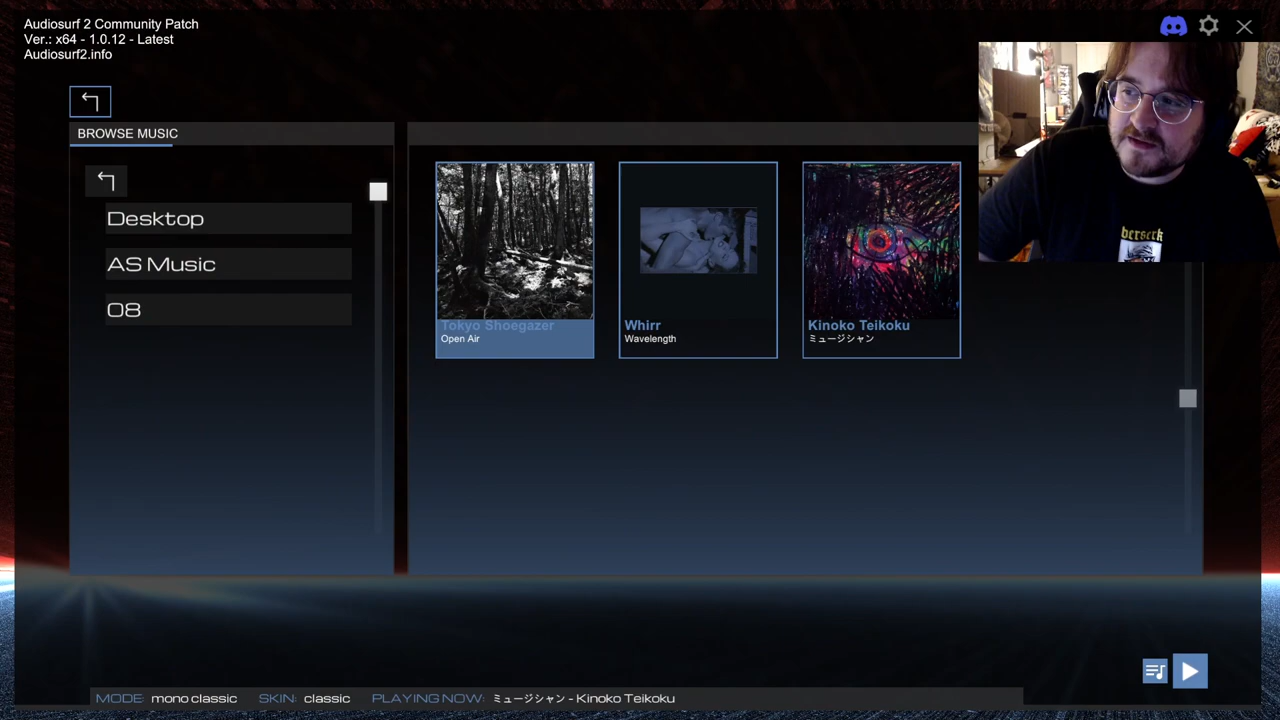 Audiosurf 2 Community Patch
Ver.: x64 - 1.0.12 - Latest
Audiosurf2.info
BROWSE MUSIC
Desktop
AS Music
08
Tokyo Shoegazer
Open Air
Whirr
Wavelength
Kinoko Teikoku
ミュージシャン
berserk
MODE: mono classic SKIN: classic PLAYING NOW: ミュージシャン - Kinoko Teikoku